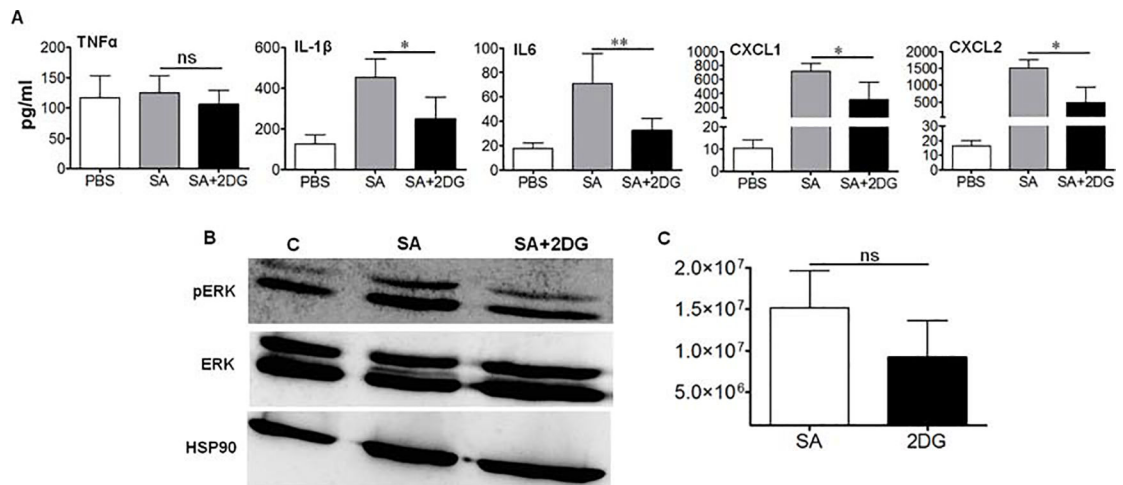 A
TNFα
ns
pg/ml
200
150
100
50
0
PBS SA SA+2DG
IL-1β
*
600
400
200
0
PBS SA SA+2DG
IL6
**
100
80
60
40
20
0
PBS SA SA+2DG
CXCL1
*
1000
800
600
400
200
20
10
0
PBS SA SA+2DG
CXCL2
*
2000
1500
1000
500
30
20
10
0
PBS SA SA+2DG
B
C SA SA+2DG
pERK
ERK
HSP90
C
ns
2.0×10⁷
1.5×10⁷
1.0×10⁷
5.0×10⁶
SA 2DG